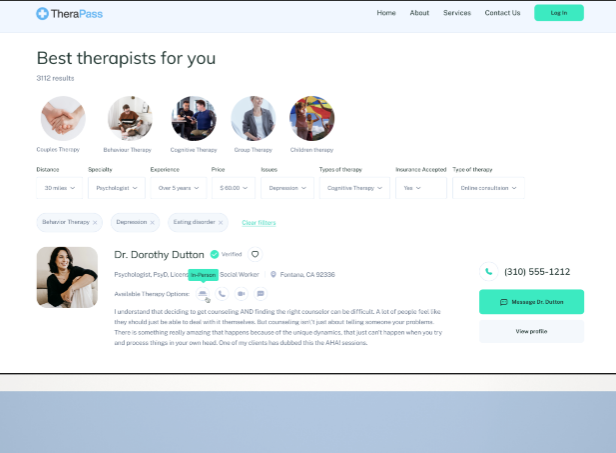 TheraPass
Home About Services Contact Us Log In
Best therapists for you
3112 results
Couples Therapy Behaviour Therapy Cognitive Therapy Group Therapy Children therapy
Distance Specialty Experience Price Issues Types of therapy Insurance Accepted Type of therapy
30 miles Psychologist Over 5 years $ 60.00 Depression Cognitive Therapy Yes Online consultation
Behavior Therapy × Depression × Eating disorder × Clear filters
Dr. Dorothy Dutton Verified
Psychologist, PsyD, Licens Social Worker Fontana, CA 92336
In-Person
(310) 555-1212
Available Therapy Options:
Message Dr. Dutton
I understand that deciding to get counseling AND finding the right counselor can be difficult. A lot of people feel like
they should just be able to deal with it themselves. But counseling isn't just about telling someone your problems.
There is something really amazing that happens because of the unique dynamics, that just can't happen when you try
and process things in your own head. One of my clients has dubbed this the AHA! sessions.
View profile